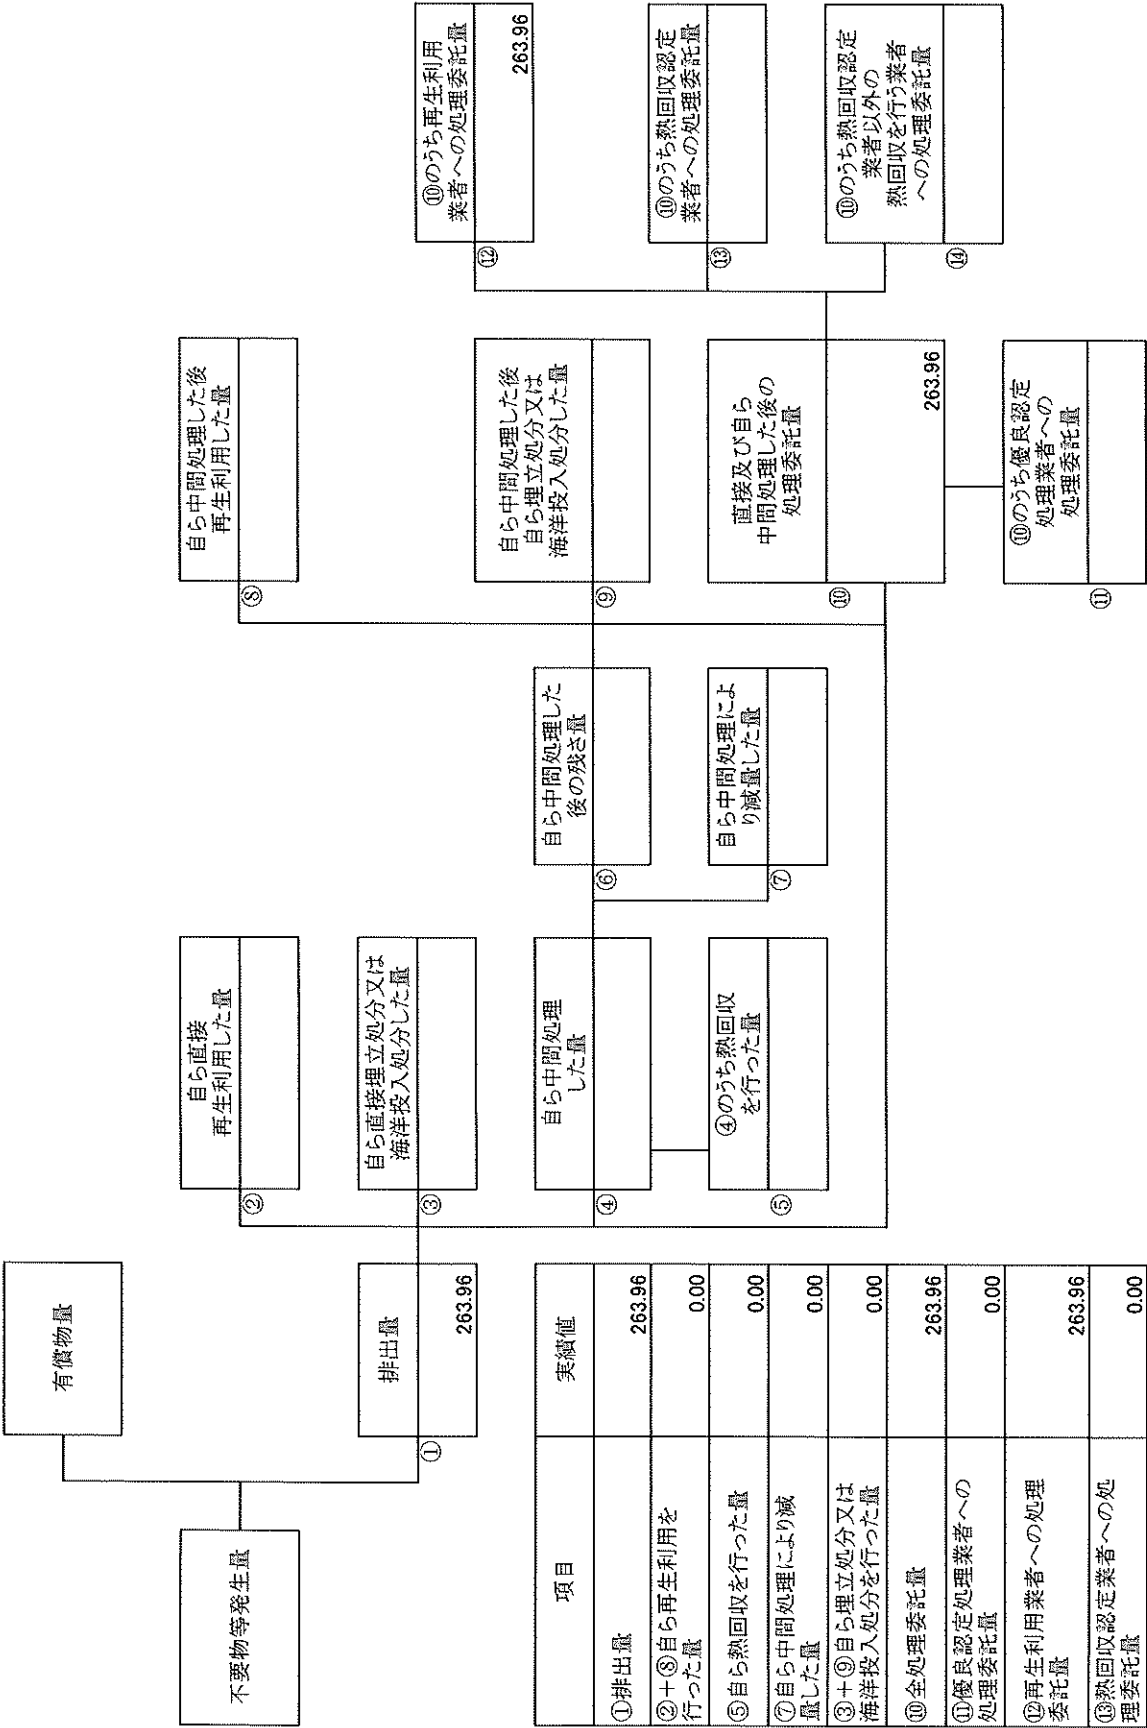 有償物量
不要物等発生量
①
排出量
263.96
②
自ら直接
再生利用した量
③
自ら直接埋立処分又は
海洋投入処分した量
④
自ら中間処理
した量
⑤
④のうち熱回収
を行った量
⑥
自ら中間処理した
後の残さ量
⑦
自ら中間処理によ
り減量した量
⑧
自ら中間処理した後
再生利用した量
⑨
自ら中間処理した後
自ら埋立処分又は
海洋投入処分した量
⑩
直接及び自ら
中間処理した後の
処理委託量
263.96
⑪
⑩のうち優良認定
処理業者への
処理委託量
⑫
⑩のうち再生利用
業者への処理委託量
263.96
⑬
⑩のうち熱回収認定
業者への処理委託量
⑭
⑩のうち熱回収認定
業者以外の
熱回収を行う業者
への処理委託量
項目 実績値
①排出量 263.96
②+⑧自ら再生利用を
行った量 0.00
⑤自ら熱回収を行った量 0.00
⑦自ら中間処理により減
量した量 0.00
③+⑨自ら埋立処分又は
海洋投入処分を行った量 0.00
⑩全処理委託量 263.96
⑪優良認定処理業者への
処理委託量 0.00
⑫再生利用業者への処理
委託量 263.96
⑬熱回収認定業者への処
理委託量 0.00